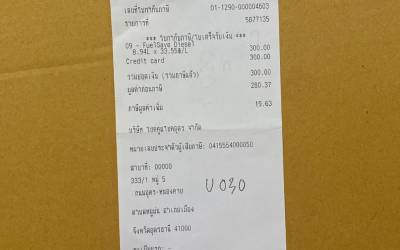 เลขที่ใบกำกับภาษี 01-1290-000004603
รายการที่ 5877135
*** ใบกำกับภาษี/ใบเสร็จรับเงิน ***
09 - FuelSave Diesel 300.00
8.94L x 33.55฿/L
Credit card 300.00
รวมยอดเงิน (รวมภาษีแล้ว) 300.00
มูลค่าก่อนภาษี 280.37
ภาษีมูลค่าเพิ่ม 19.63
บริษัท จำกัด
หมายเลขประจำตัวผู้เสียภาษี: 0415554000050
สาขาที่: 00000
333/1 หมู่ 5
ถนนอุดร-หนองคาย
U 030
ตำบลหมูม่น อำเภอเมือง
จังหวัดอุดรธานี 41000